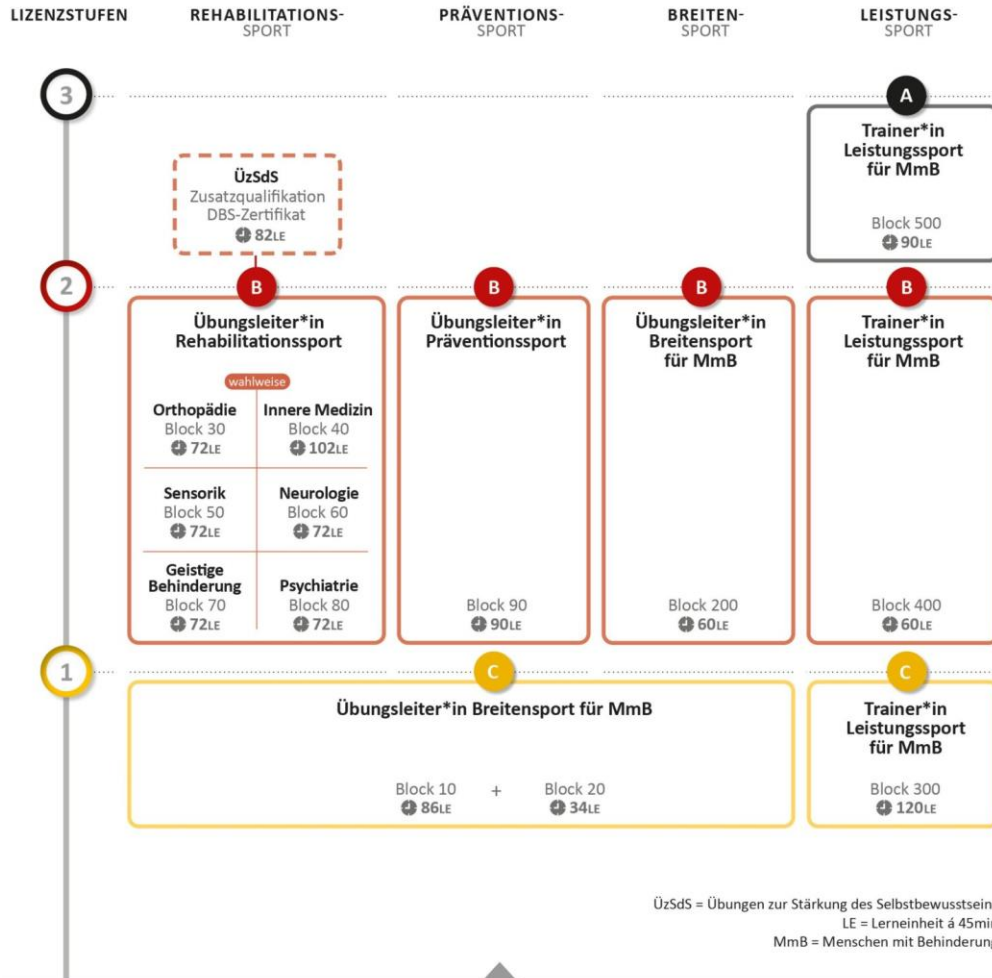 LIZENZSTUFEN
REHABILITATIONS-
SPORT
PRÄVENTIONS-
SPORT
BREITEN-
SPORT
LEISTUNGS-
SPORT
3
A
Trainer*in
Leistungssport
für MmB
Block 500
90LE
ÜzSdS
Zusatzqualifikation
DBS-Zertifikat
82LE
2
B
B
B
B
Übungsleiter*in
Rehabilitationssport
wahlweise
Orthopädie
Block 30
72LE
Innere Medizin
Block 40
102LE
Sensorik
Block 50
72LE
Neurologie
Block 60
72LE
Geistige
Behinderung
Block 70
72LE
Psychiatrie
Block 80
72LE
Übungsleiter*in
Präventionssport
Block 90
90LE
Übungsleiter*in
Breitensport
für MmB
Block 200
60LE
Trainer*in
Leistungssport
für MmB
Block 400
60LE
1
C
C
Übungsleiter*in Breitensport für MmB
Block 10 + Block 20
86LE 34LE
Trainer*in
Leistungssport
für MmB
Block 300
120LE
ÜzSdS = Übungen zur Stärkung des Selbstbewusstsein
LE = Lerneinheit á 45min
MmB = Menschen mit Behinderung